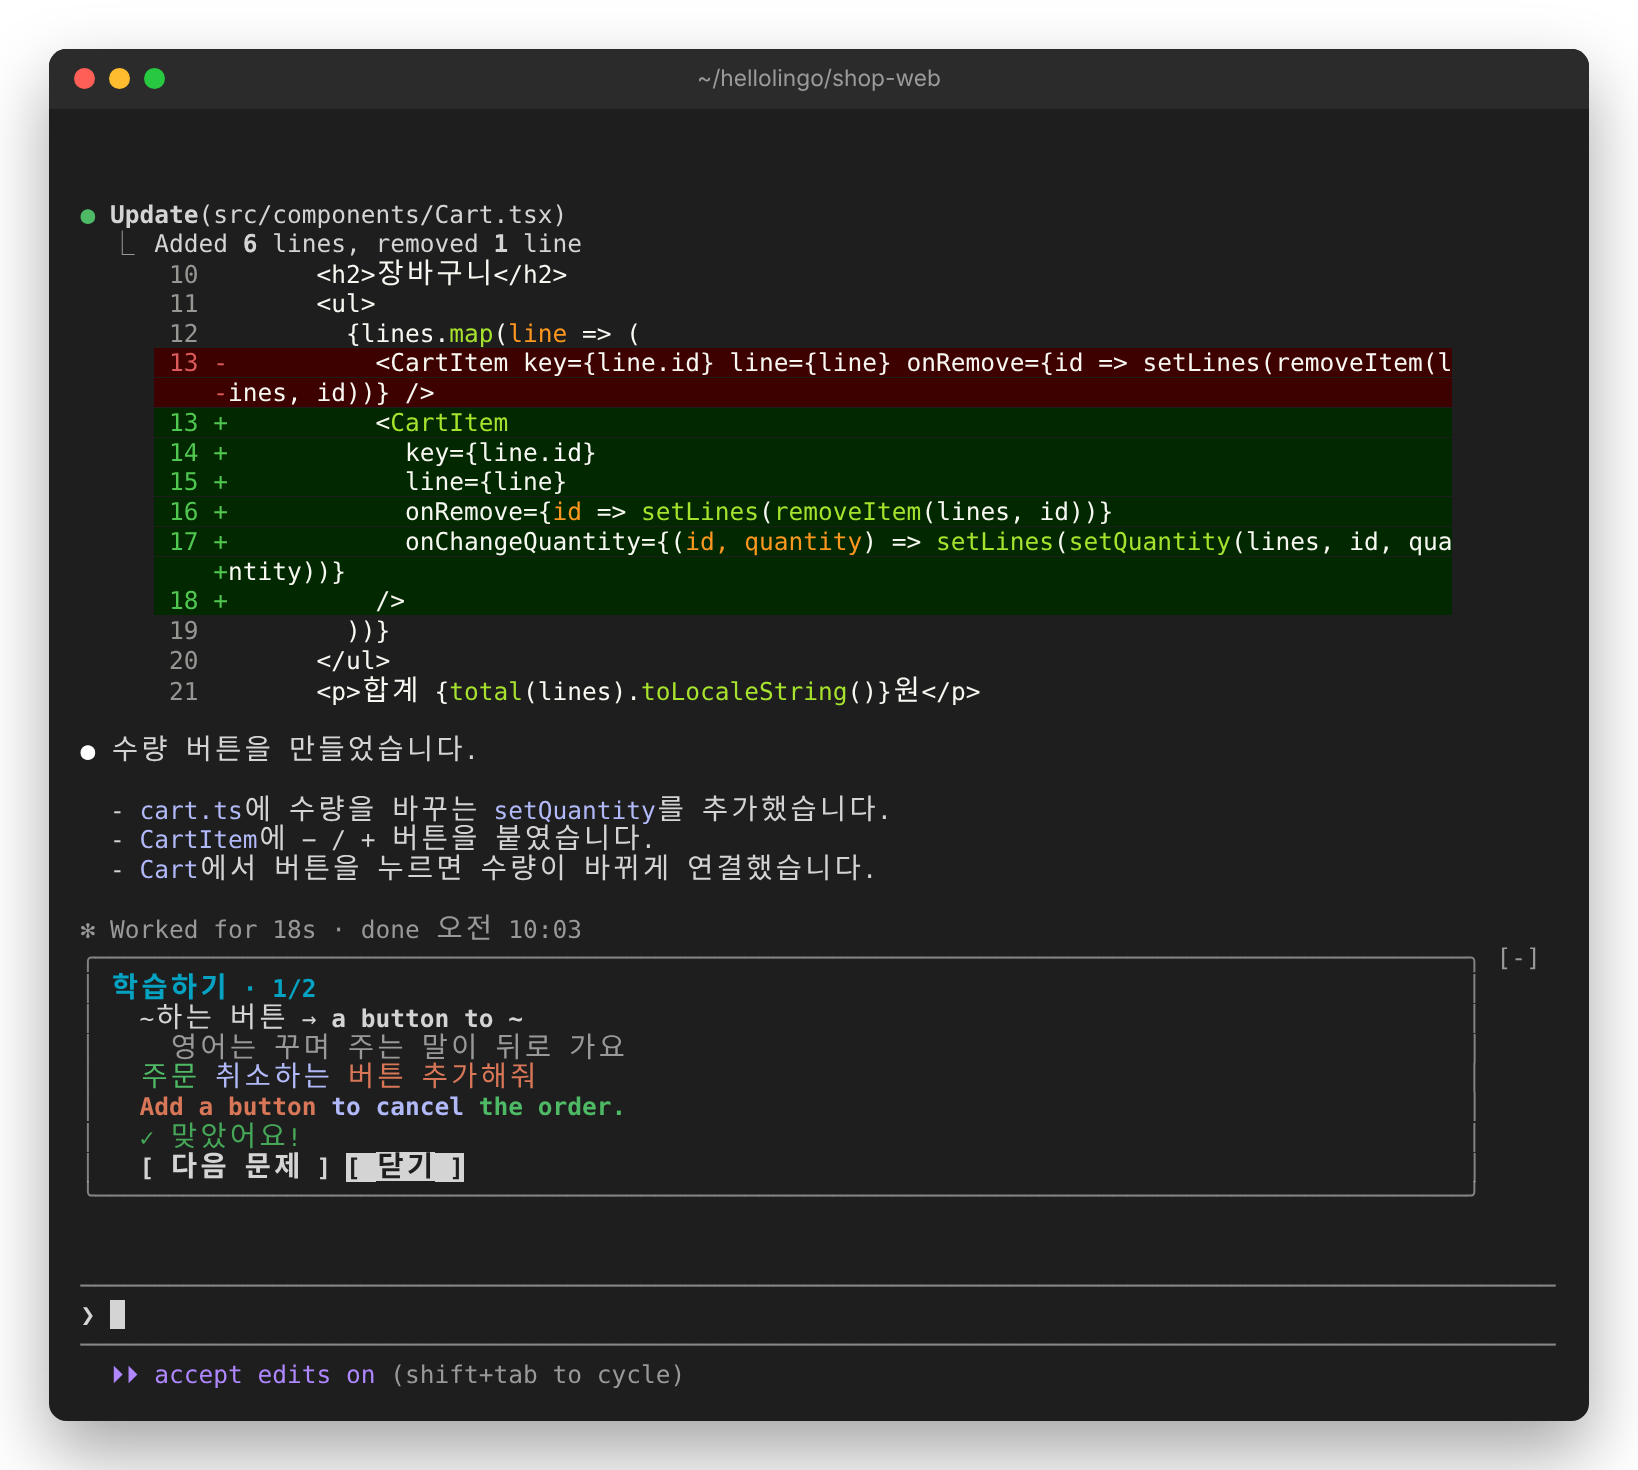 ~/hellolingo/shop-web
● Update(src/components/Cart.tsx)
⎿ Added 6 lines, removed 1 line
10 <h2>장바구니</h2>
11 <ul>
12 {lines.map(line => (
13 - <CartItem key={line.id} line={line} onRemove={id => setLines(removeItem(l
-ines, id))} />
13 + <CartItem
14 + key={line.id}
15 + line={line}
16 + onRemove={id => setLines(removeItem(lines, id))}
17 + onChangeQuantity={(id, quantity) => setLines(setQuantity(lines, id, qua
+ntity))}
18 + />
19 ))}
20 </ul>
21 <p>합계 {total(lines).toLocaleString()}원</p>
● 수량 버튼을 만들었습니다.
- cart.ts에 수량을 바꾸는 setQuantity를 추가했습니다.
- CartItem에 − / + 버튼을 붙였습니다.
- Cart에서 버튼을 누르면 수량이 바뀌게 연결했습니다.
✻ Worked for 18s · done 오전 10:03
[-]
학습하기 · 1/2
~하는 버튼 → a button to ~
영어는 꾸며 주는 말이 뒤로 가요
주문 취소하는 버튼 추가해줘
Add a button to cancel the order.
✓ 맞았어요!
[ 다음 문제 ] [ 닫기 ]
❯
⏵⏵ accept edits on (shift+tab to cycle)